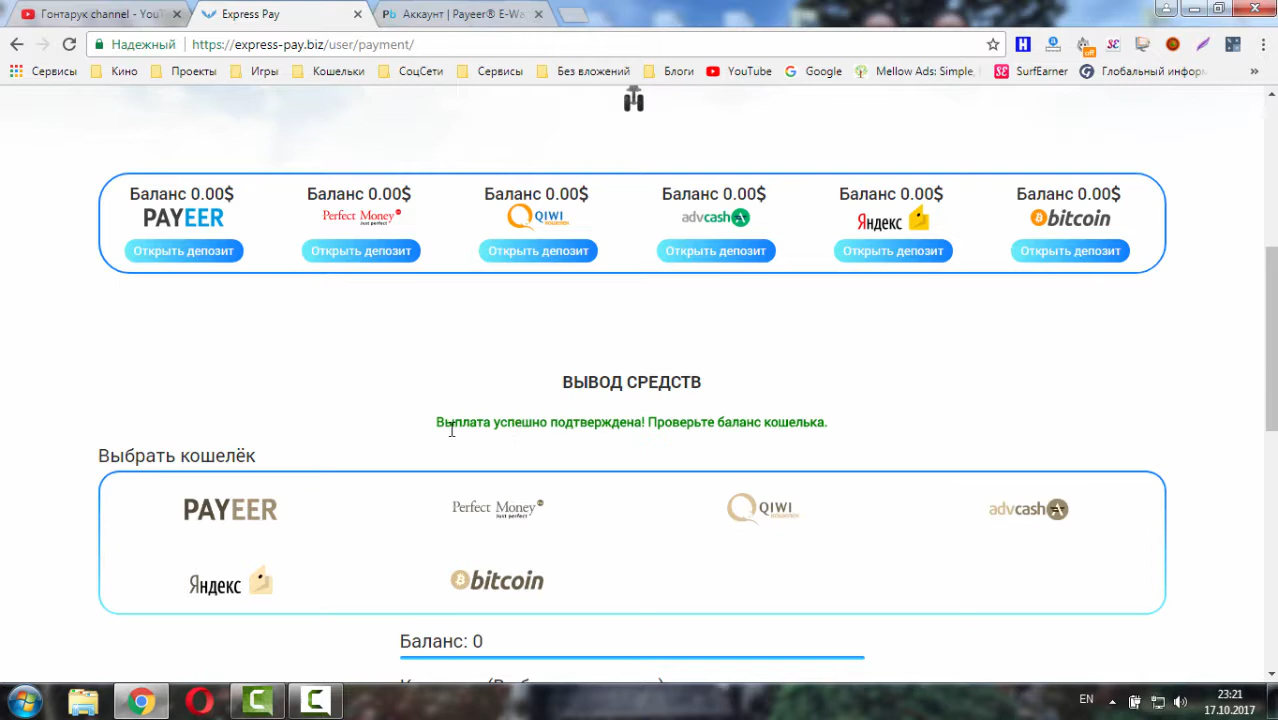 Гонтарук channel - YouT
Express Pay
Pb Аккаунт | Payeer® E-Wa
Надежный
https://express-pay.biz/user/payment/
Сервисы Кино Проекты Игры Кошельки СоцСети Сервисы Без вложений Блоги YouTube Google Mellow Ads: Simple, SurfEarner Глобальный инфор »
Баланс 0.00$ Баланс 0.00$ Баланс 0.00$ Баланс 0.00$ Баланс 0.00$ Баланс 0.00$
PAYEER Perfect Money QIWI advcash Яндекс bitcoin
Just perfect
Открыть депозит Открыть депозит Открыть депозит Открыть депозит Открыть депозит Открыть депозит
ВЫВОД СРЕДСТВ
Выплата успешно подтверждена! Проверьте баланс кошелька.
Выбрать кошелёк
PAYEER Perfect Money QIWI advcash
Just perfect
Яндекс bitcoin
Баланс: 0
EN
23:21
17.10.2017